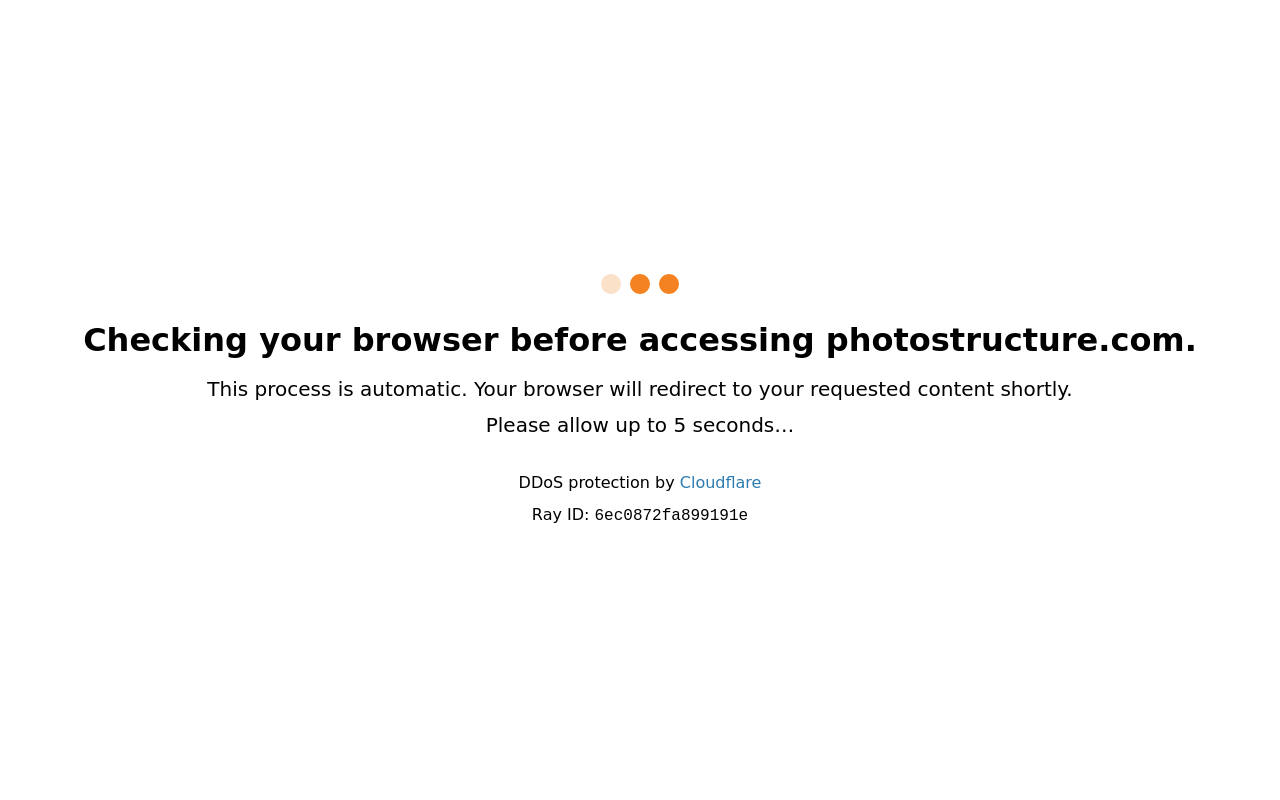 Checking your browser before accessing photostructure.com.
This process is automatic. Your browser will redirect to your requested content shortly.
Please allow up to 5 seconds…
DDoS protection by Cloudflare
Ray ID: 6ec0872fa899191e